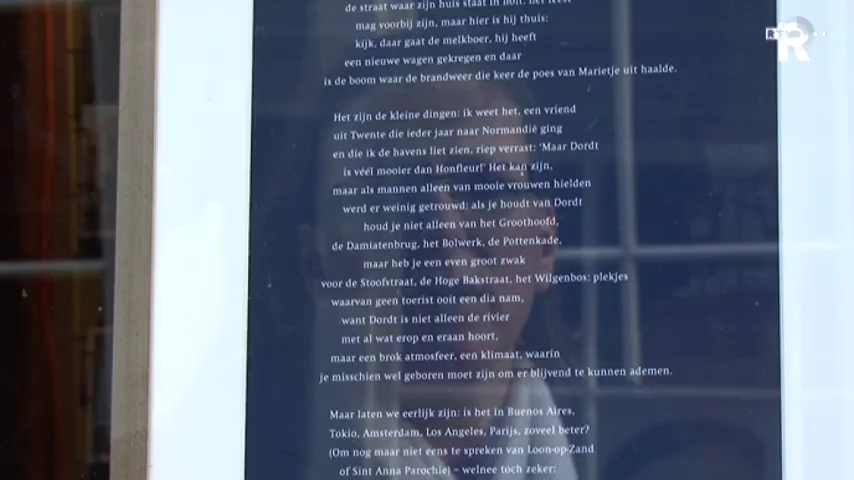 de straat waar zijn huis staat in
mag voorbij zijn, maar hier is hij thuis:
kijk, daar gaat de melkboer, hij heeft
een nieuwe wagen gekregen en daar
is de boom waar de brandweer die keer de poes van Marietje uit haalde.
Het zijn de kleine dingen: ik weet het, een vriend
uit Twente die ieder jaar naar Normandië ging
en die ik de havens liet zien, riep verrast: 'Maar Dordt
is véél mooier dan Honfleur!' Het kan zijn,
maar als mannen alleen van mooie vrouwen hielden
werd er weinig getrouwd: als je houdt van Dordt
houd je niet alleen van het Groothoofd,
de Damiatenbrug, het Bolwerk, de Pottenkade,
maar heb je een even groot zwak
voor de Stoofstraat, de Hoge Bakstraat, het Wilgenbos: plekjes
waarvan geen toerist ooit een dia nam,
want Dordt is niet alleen de rivier
met al wat erop en eraan hoort,
maar een brok atmosfeer, een klimaat, waarin
je misschien wel geboren moet zijn om er blijvend te kunnen ademen.
Maar laten we eerlijk zijn: is het in Buenos Aires,
Tokio, Amsterdam, Los Angeles, Parijs, zoveel beter?
(Om nog maar niet eens te spreken van Loon-op-Zand
of Sint Anna Parochie) – welnee toch zeker:
RTV
R